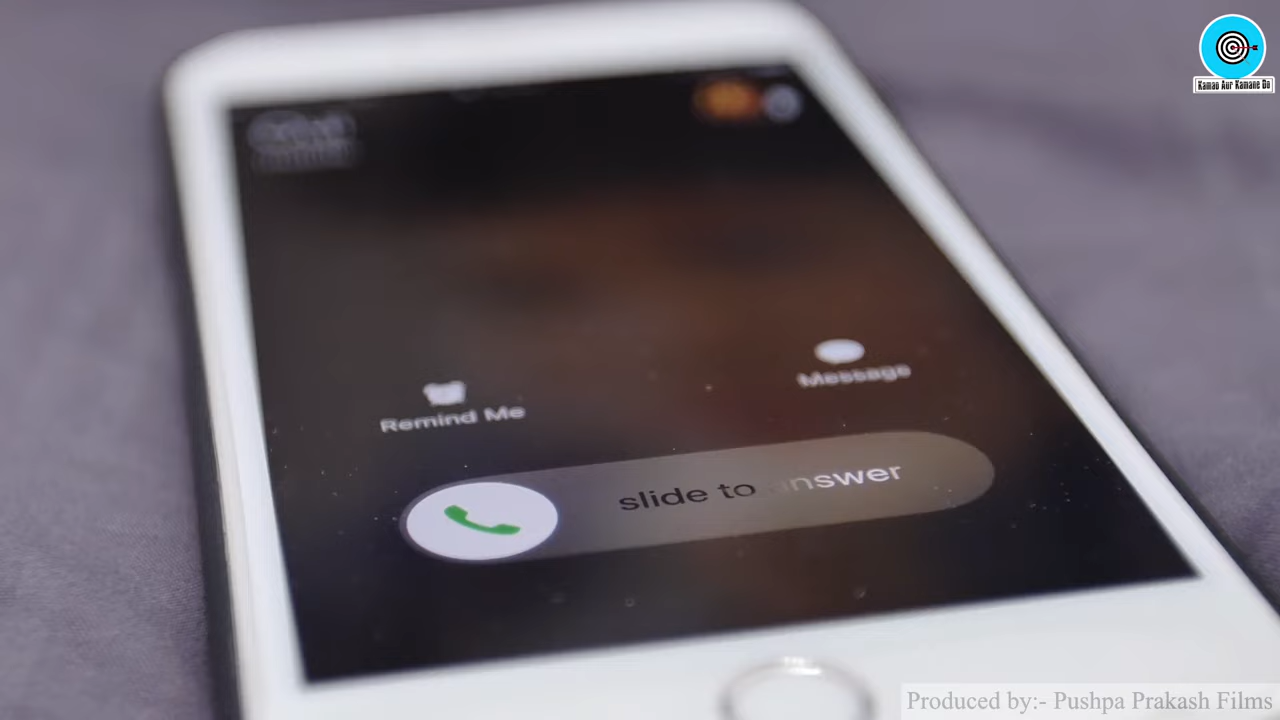 Kamao Aur Kamane Do
Remind Me
Message
slide to answer
Produced by:- Pushpa Prakash Films